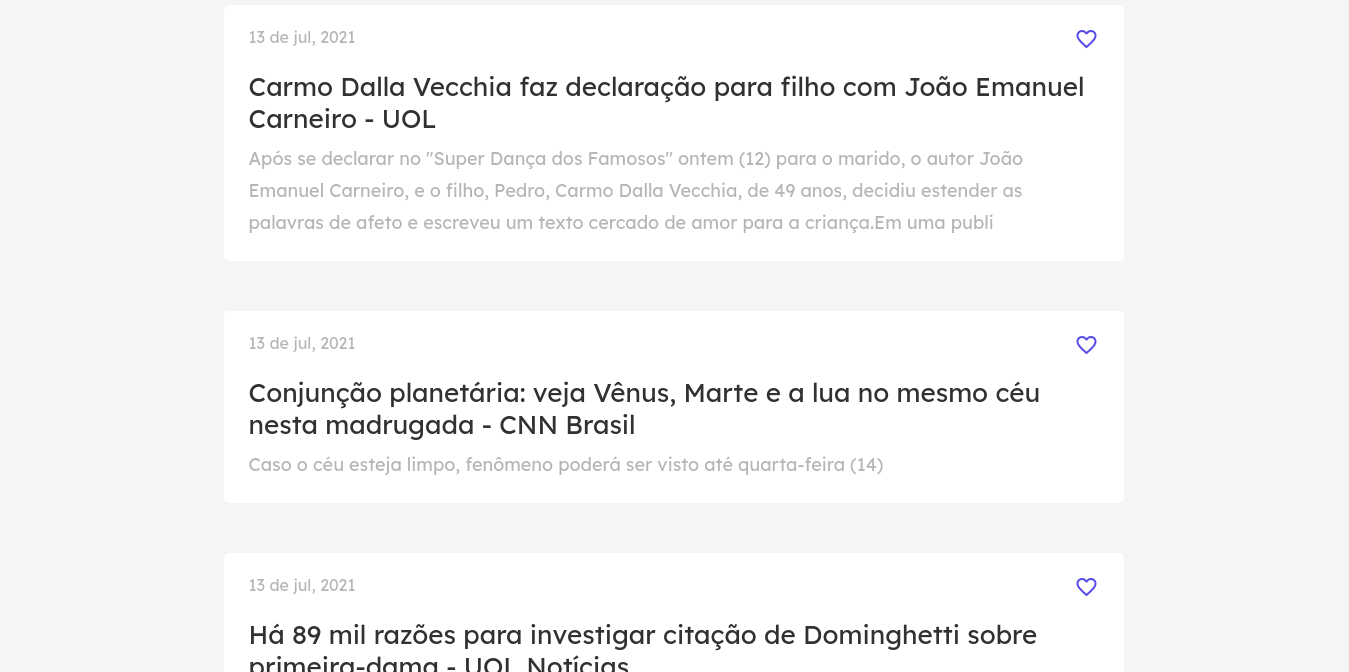 13 de jul, 2021
Carmo Dalla Vecchia faz declaração para filho com João Emanuel
Carneiro - UOL
Após se declarar no "Super Dança dos Famosos" ontem (12) para o marido, o autor João
Emanuel Carneiro, e o filho, Pedro, Carmo Dalla Vecchia, de 49 anos, decidiu estender as
palavras de afeto e escreveu um texto cercado de amor para a criança.Em uma publi
13 de jul, 2021
Conjunção planetária: veja Vênus, Marte e a lua no mesmo céu
nesta madrugada - CNN Brasil
Caso o céu esteja limpo, fenômeno poderá ser visto até quarta-feira (14)
13 de jul, 2021
Há 89 mil razões para investigar citação de Dominghetti sobre
primeira-dama - UOL Notícias